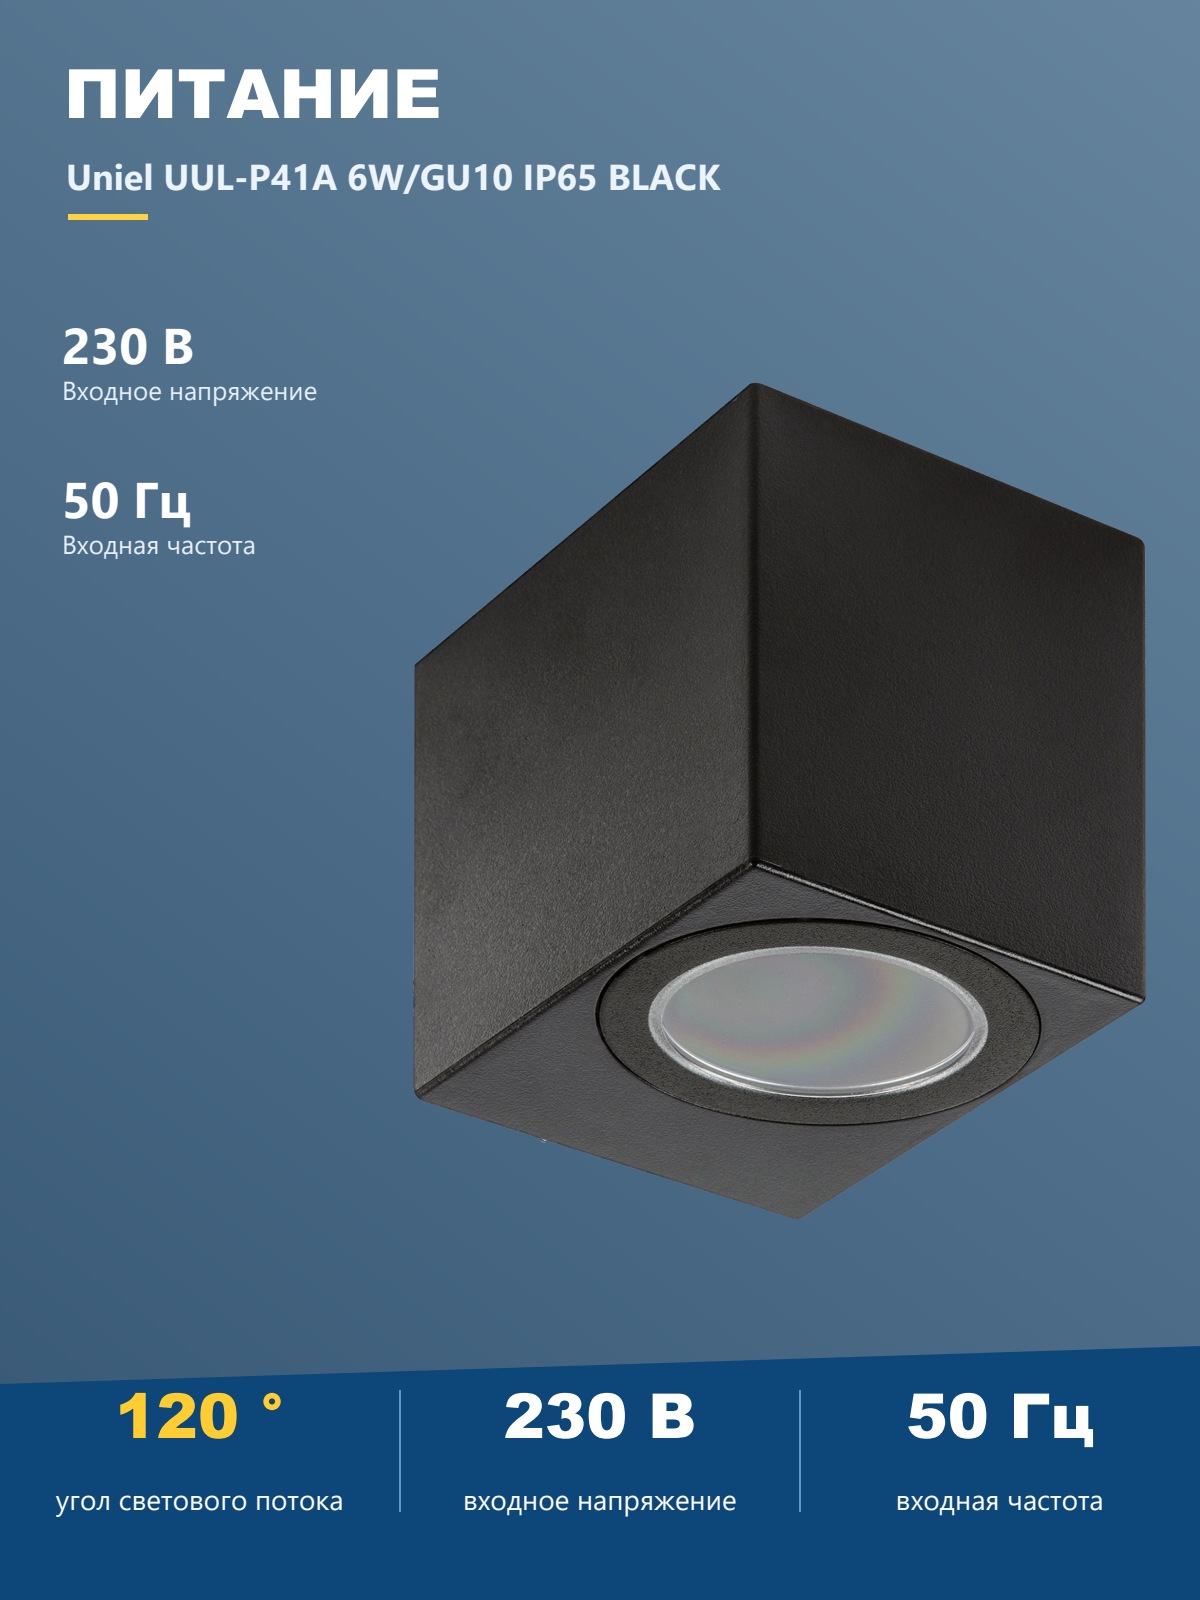 ПИТАНИЕ
Uniel UUL-P41A 6W/GU10 IP65 BLACK
230 В
Входное напряжение
50 Гц
Входная частота
120 °
угол светового потока
230 В
входное напряжение
50 Гц
входная частота